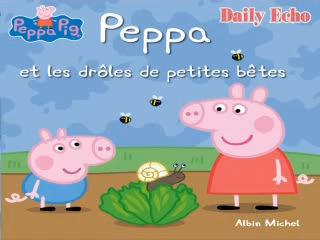 Peppa Pig
Daily Echo
Peppa
et les drôles de petites bêtes
Albin Michel